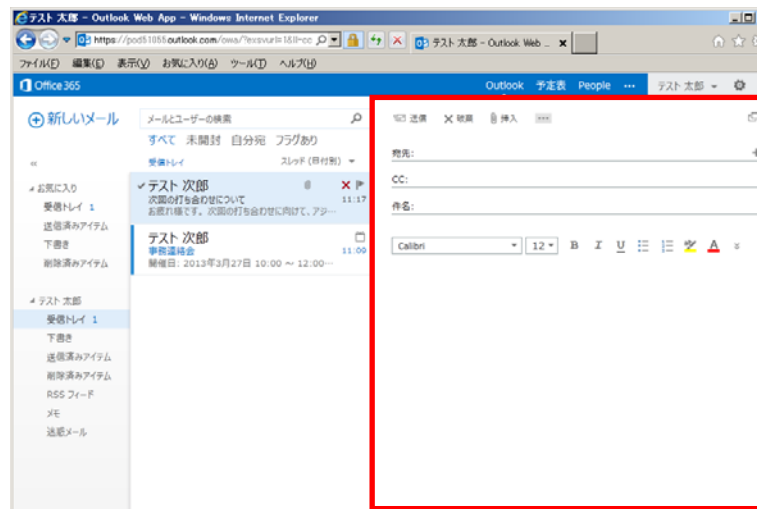 テスト 太郎 - Outlook Web App - Windows Internet Explorer
テスト 太郎 - Outlook Web ...
ファイル(F) 編集(E) 表示(V) お気に入り(A) ツール(T) ヘルプ(H)
Office 365
Outlook 予定表 People ••• テスト 太郎
新しいメール
メールとユーザーの検索
すべて 未開封 自分宛 フラグあり
受信トレイ スレッド (日付別)
«
お気に入り
受信トレイ 1
送信済みアイテム
下書き
削除済みアイテム
テスト 太郎
受信トレイ 1
下書き
送信済みアイテム
削除済みアイテム
RSS フィード
メモ
迷惑メール
テスト 次郎
次回の打ち合わせについて 11:17
お疲れ様です。次回の打ち合わせに向けて、アジ…
テスト 次郎
事務連絡会 11:00
開催日: 2013年3月27日 10:00 ～ 12:00…
送信 破棄 挿入 •••
宛先:
CC:
件名:
Calibri 12 B I U A